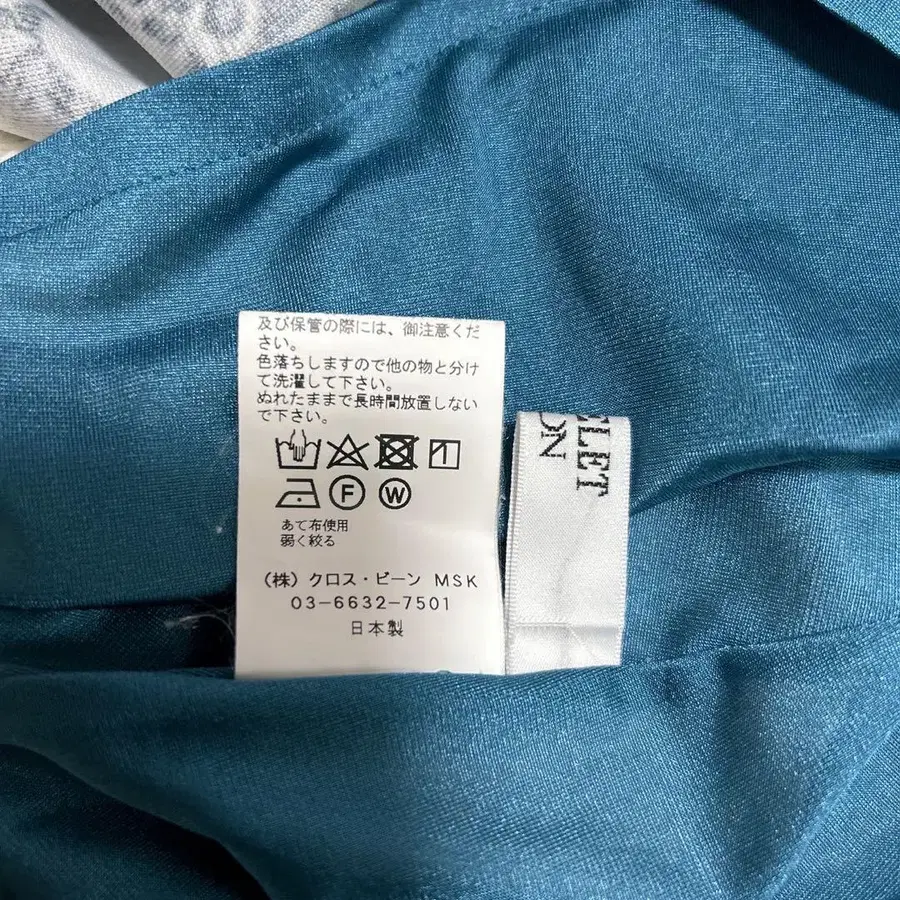 及び保管の際には、御注意くだ
さい。
色落ちしますので他の物と分け
て洗濯して下さい。
ぬれたままで長時間放置しない
で下さい。
F W
あて布使用
弱く絞る
(株) クロス・ビーン MSK
03-6632-7501
日本製
ELET
ON